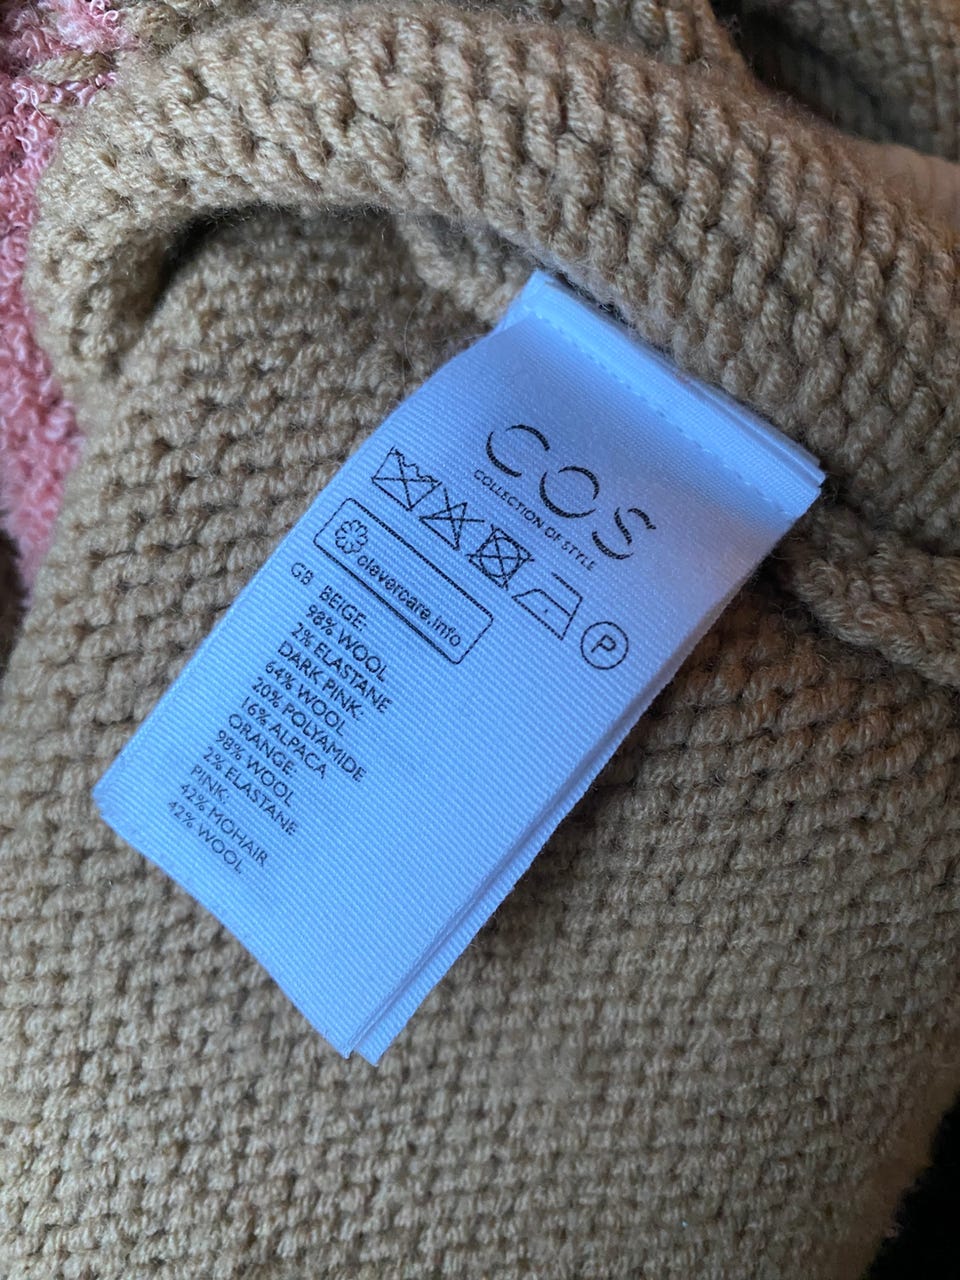 COS
COLLECTION OF STYLE
P
clevercare.info
GB BEIGE:
98% WOOL
2% ELASTANE
DARK PINK:
64% WOOL
20% POLYAMIDE
16% ALPACA
ORANGE:
98% WOOL
2% ELASTANE
PINK:
42% MOHAIR
42% WOOL